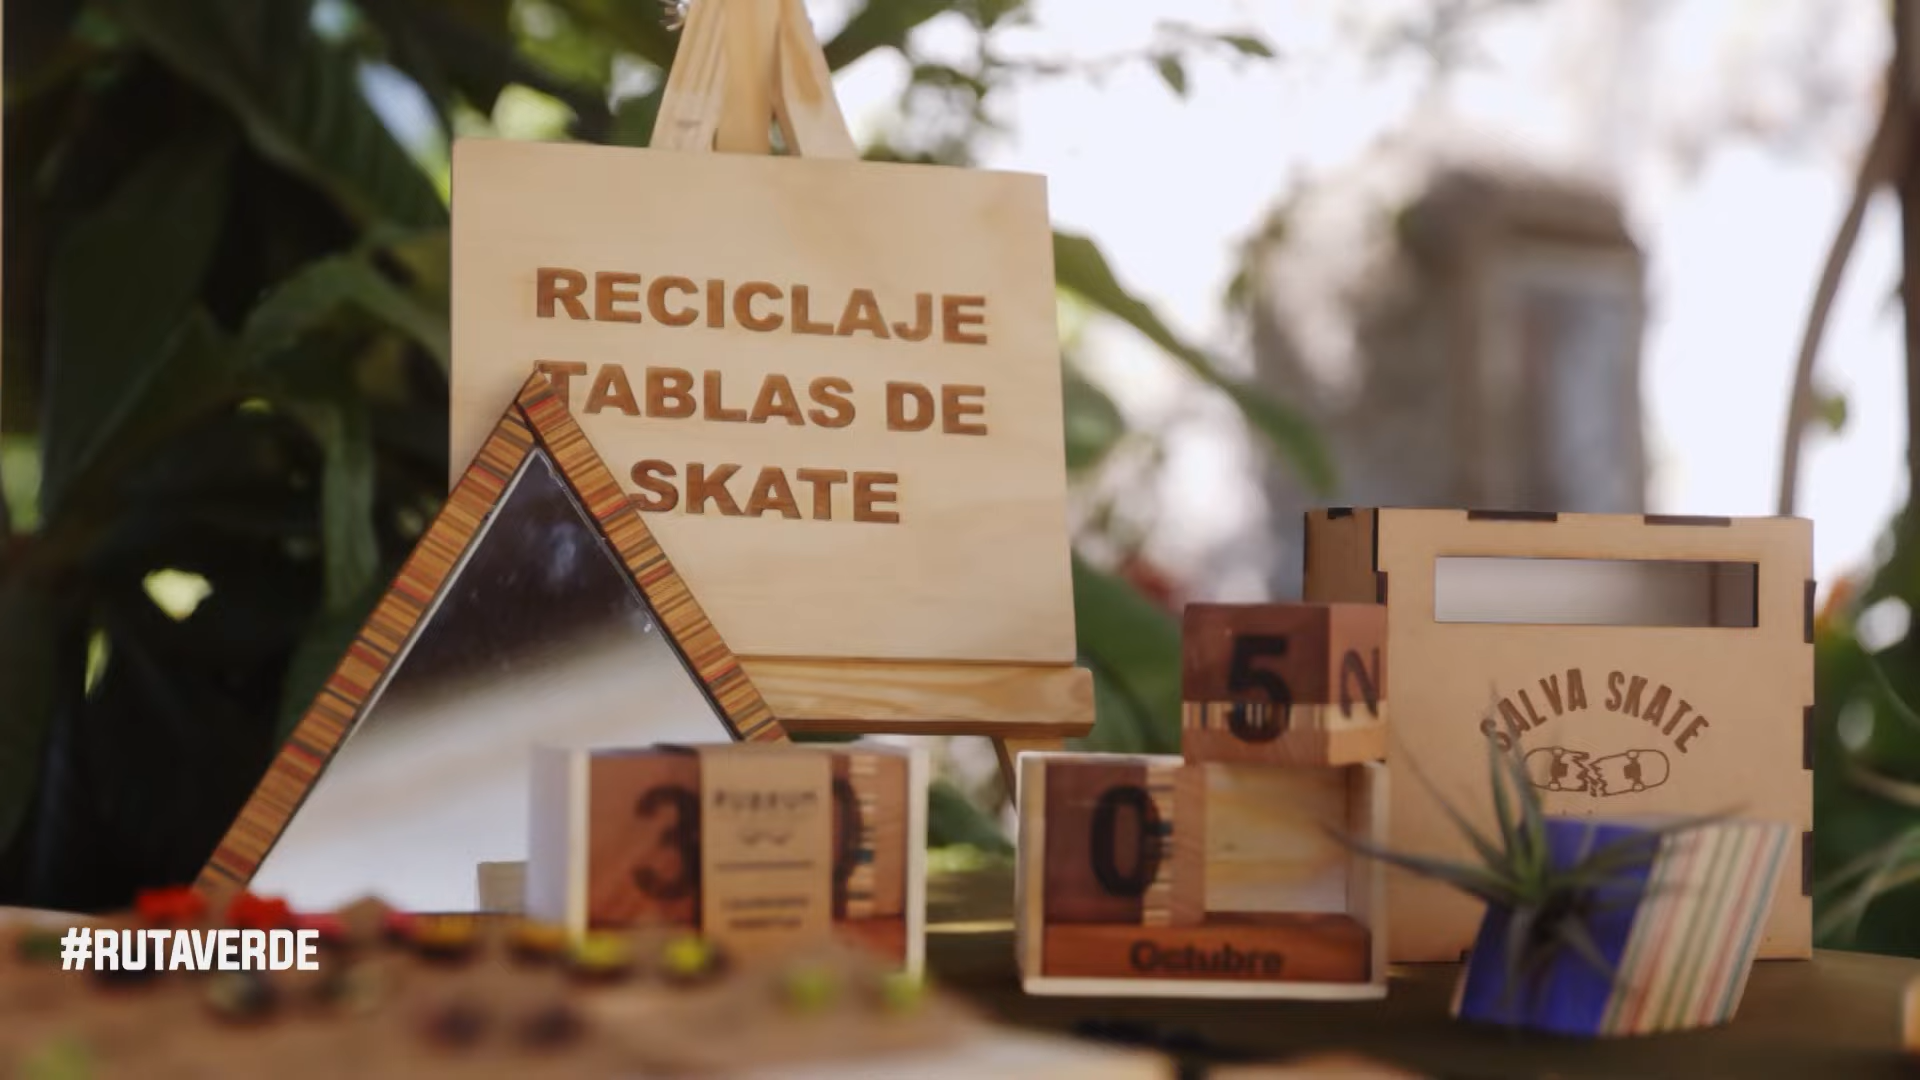 RECICLAJE
TABLAS DE
SKATE
SALVA SKATE
5 N
3
0
Octubre
#RUTAVERDE